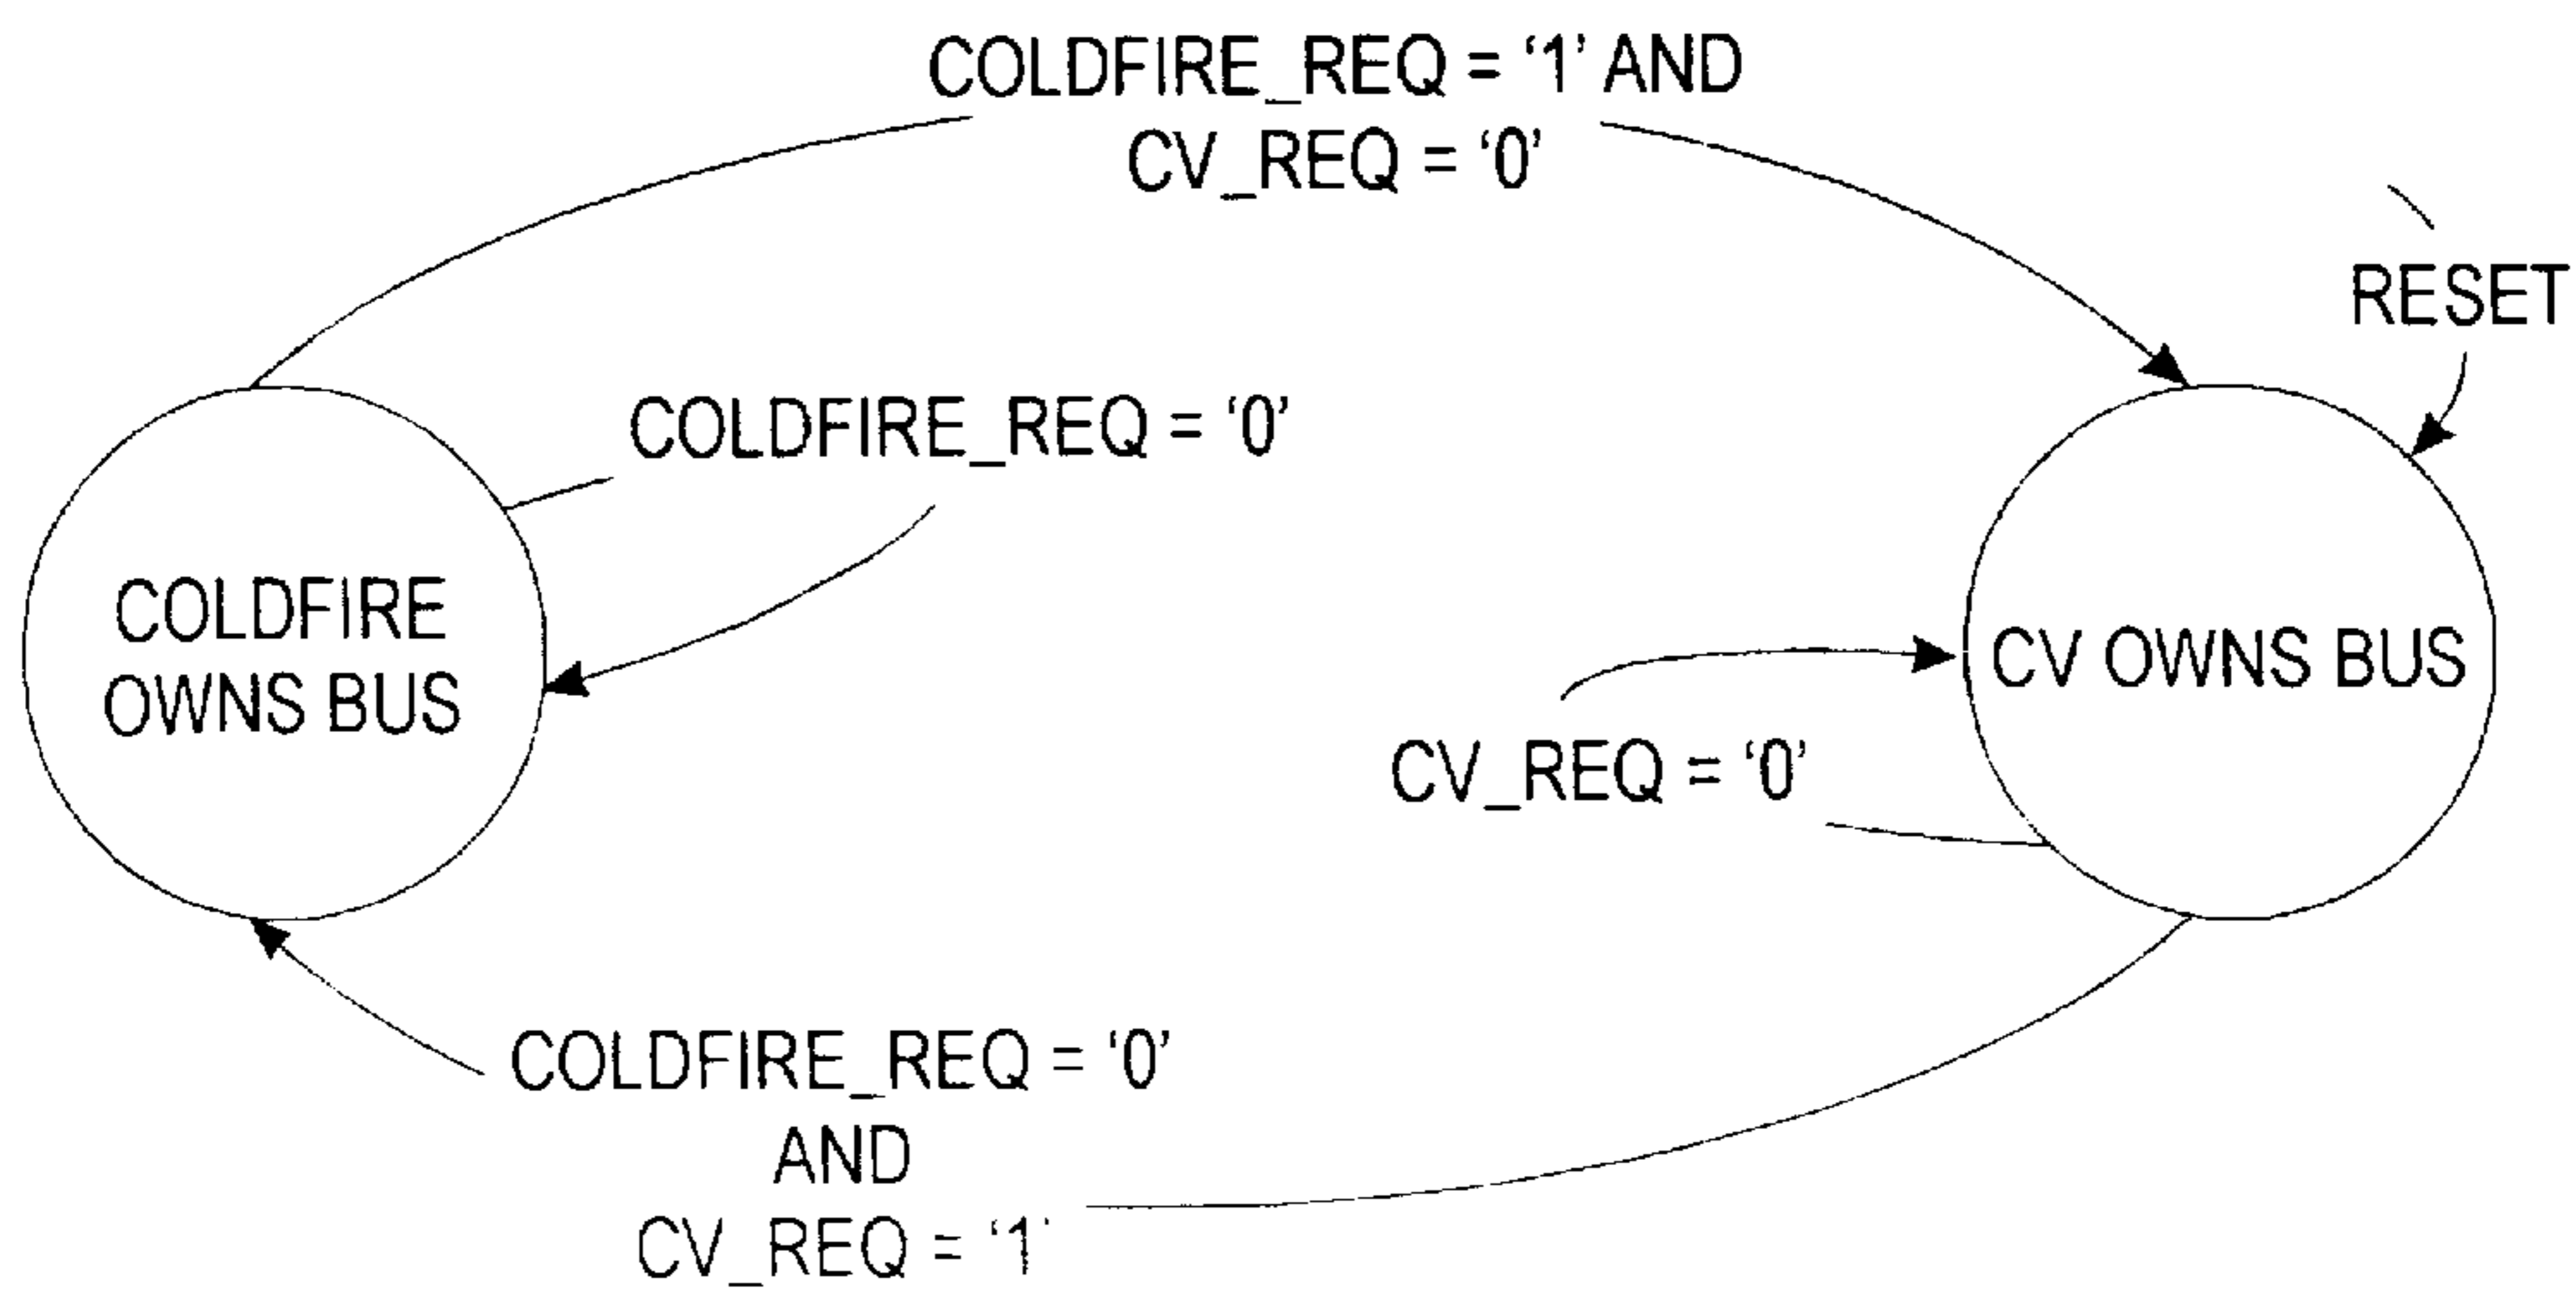 COLDFIRE_REQ = ‘1’ AND
CV_REQ = ‘0’
RESET
COLDFIRE_REQ = ‘0’
COLDFIRE
OWNS BUS
CV OWNS BUS
CV_REQ = ‘0’
COLDFIRE_REQ = ‘0’
AND
CV_REQ = ‘1’